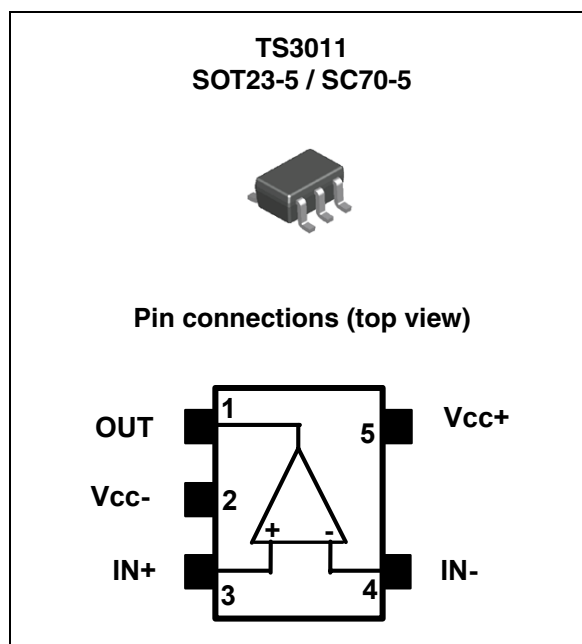 TS3011
SOT23-5 / SC70-5
Pin connections (top view)
OUT 1 5 Vcc+
Vcc- 2
+ -
IN+ 3 4 IN-